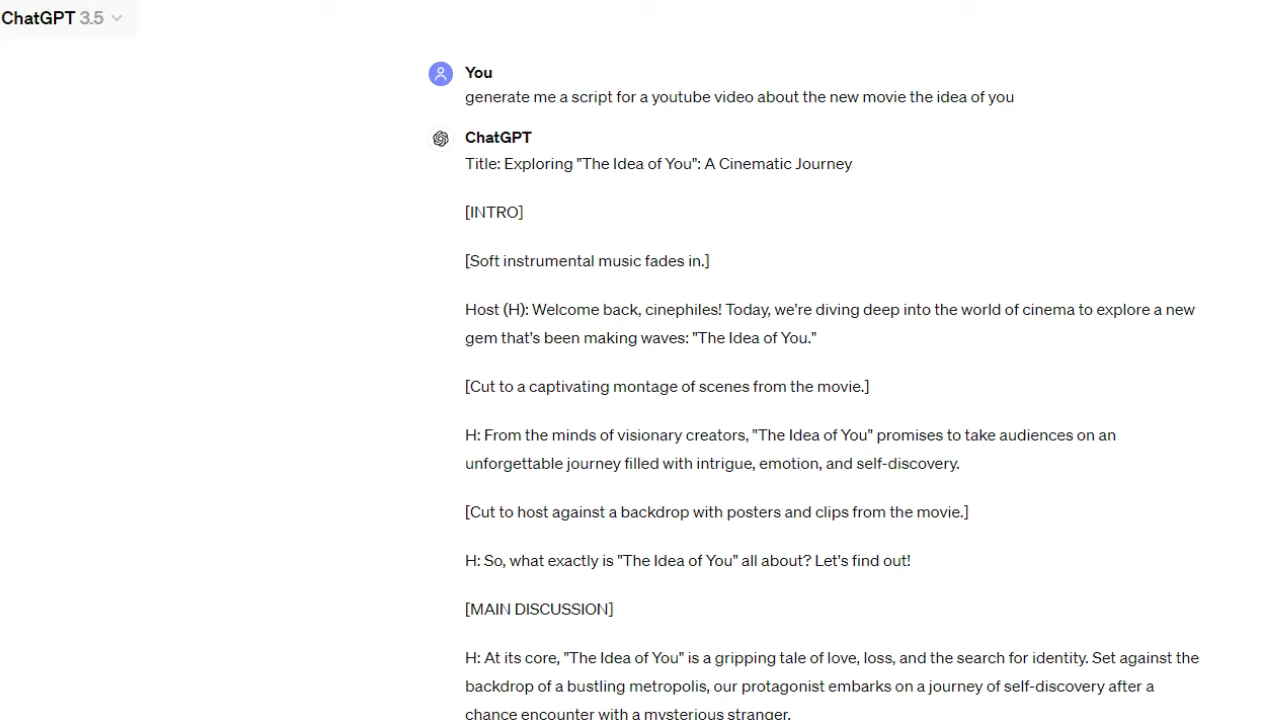 ChatGPT 3.5
You
generate me a script for a youtube video about the new movie the idea of you
ChatGPT
Title: Exploring "The Idea of You": A Cinematic Journey
[INTRO]
[Soft instrumental music fades in.]
Host (H): Welcome back, cinephiles! Today, we're diving deep into the world of cinema to explore a new
gem that's been making waves: "The Idea of You."
[Cut to a captivating montage of scenes from the movie.]
H: From the minds of visionary creators, "The Idea of You" promises to take audiences on an
unforgettable journey filled with intrigue, emotion, and self-discovery.
[Cut to host against a backdrop with posters and clips from the movie.]
H: So, what exactly is "The Idea of You" all about? Let's find out!
[MAIN DISCUSSION]
H: At its core, "The Idea of You" is a gripping tale of love, loss, and the search for identity. Set against the
backdrop of a bustling metropolis, our protagonist embarks on a journey of self-discovery after a
chance encounter with a mysterious stranger.